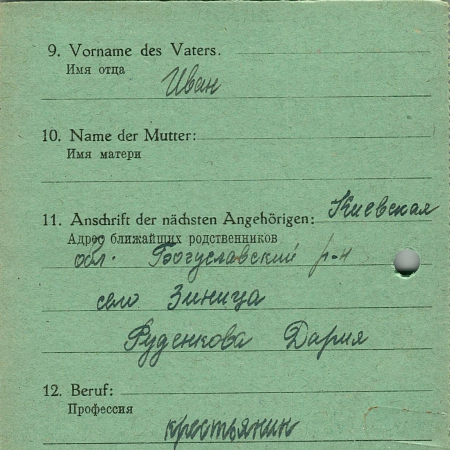 9. Vorname des Vaters.
Имя отца
Иван
10. Name der Mutter:
Имя матери
11. Anschrift der nächsten Angehörigen: Киевская
Адрес ближайших родственников
обл. Богуславский р-н
село Зиница
Руденкова Дария
12. Beruf:
Профессия
крестьянин